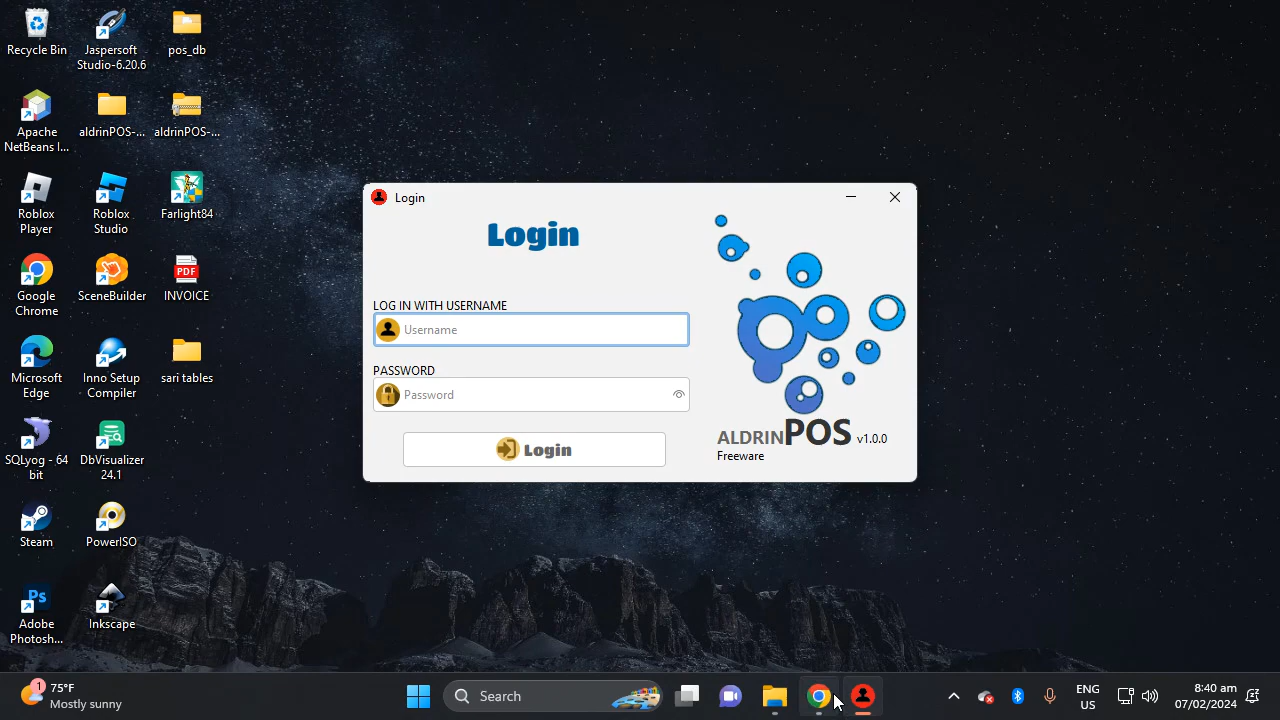 Recycle Bin
Jaspersoft
Studio-6.20.6
pos_db
Apache
NetBeans I...
aldrinPOS-...
aldrinPOS-...
Roblox
Player
Roblox
Studio
Farlight84
Google
Chrome
SceneBuilder
PDF
INVOICE
Microsoft
Edge
Inno Setup
Compiler
sari tables
SQLyog - 64
bit
DbVisualizer
24.1
Steam
PowerISO
Ps
Adobe
Photosh...
Inkscape
Login
Login
LOG IN WITH USERNAME
Username
PASSWORD
Password
Login
ALDRINPOS v1.0.0
Freeware
1
75°F
Mostly sunny
Search
ENG
US
8:40 am
07/02/2024